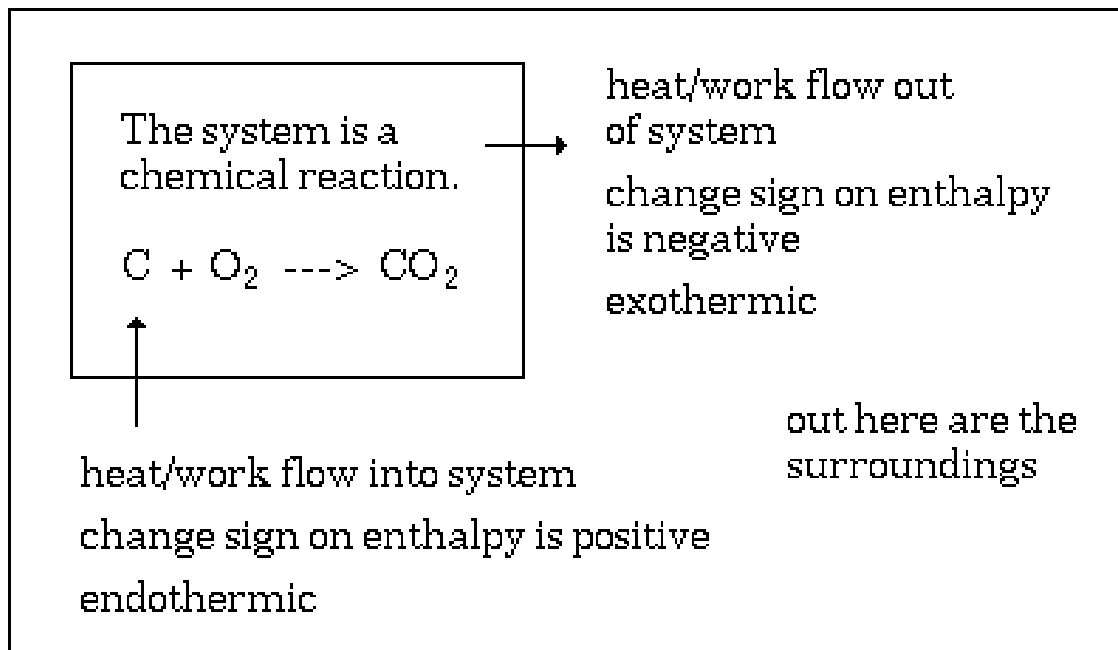 The system is a
chemical reaction.
C + O₂ ---> CO₂
heat/work flow out
of system
change sign on enthalpy
is negative
exothermic
out here are the
surroundings
heat/work flow into system
change sign on enthalpy is positive
endothermic